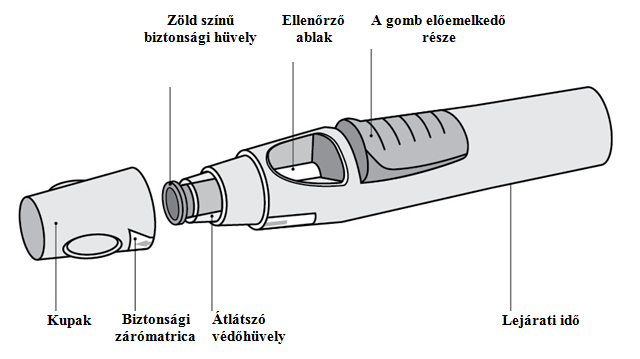 Zöld színű
biztonsági hüvely
Ellenőrző
ablak
A gomb előemelkedő
része
Kupak
Biztonsági
zárómatrica
Átlátszó
védőhüvely
Lejárati idő